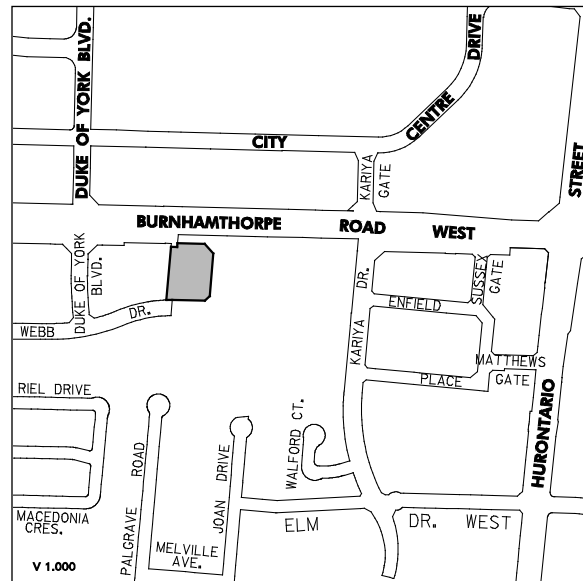 DUKE OF YORK BLVD.
CITY
CENTRE
DRIVE
KARIYA
GATE
STREET
BURNHAMTHORPE
ROAD
WEST
DUKE OF YORK
BLVD.
WEBB
DR.
KARIYA
DR.
ENFIELD
PLACE
SUSSEX
GATE
MATTHEWS
GATE
HURONTARIO
RIEL DRIVE
MACEDONIA
CRES.
PALGRAVE
ROAD
MELVILLE
AVE.
JOAN DRIVE
WALFORD CT.
ELM
DR.
WEST
V 1.000